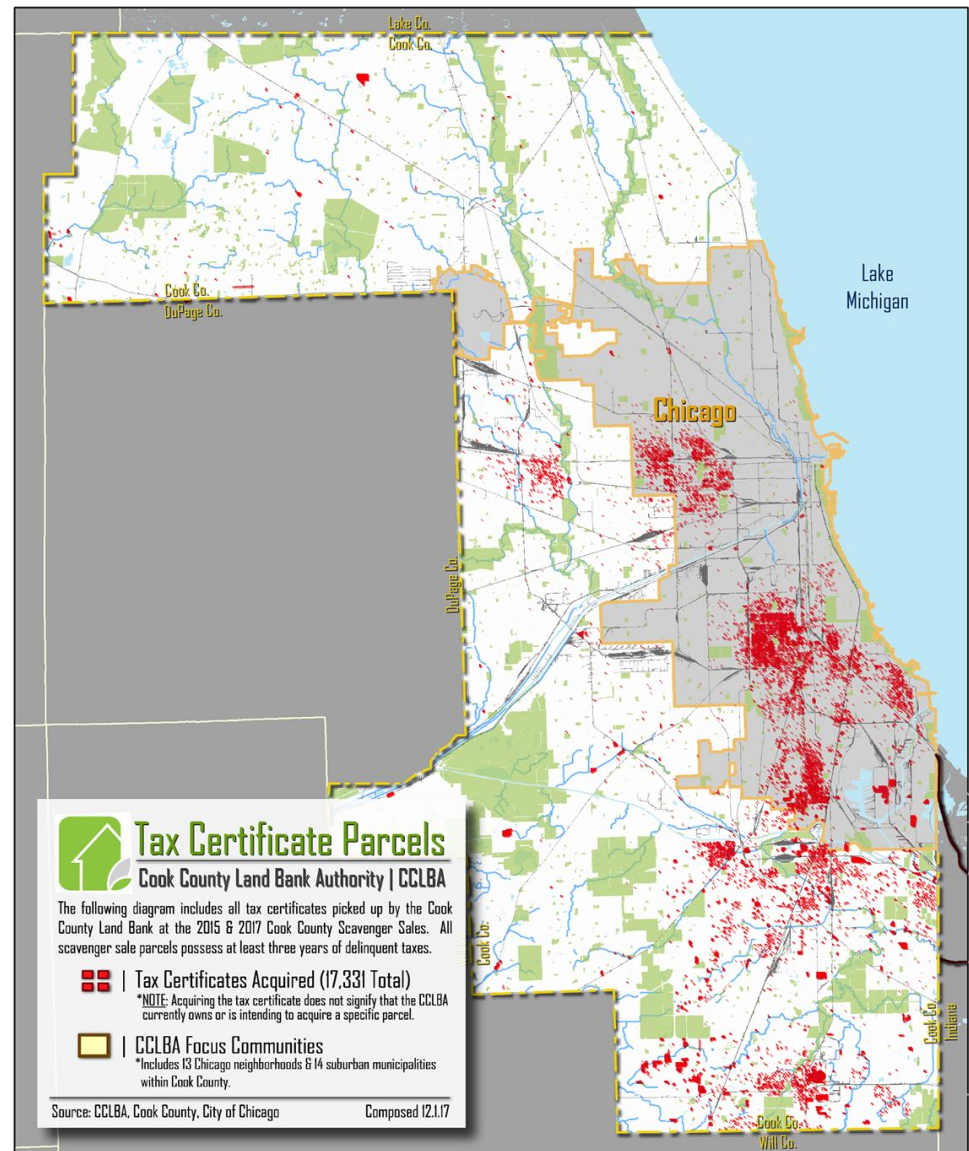 Lake Co.
Cook Co.
Lake
Michigan
Cook Co.
DuPage Co.
Chicago
DuPage Co.
Cook Co.
Cook Co.
Indiana
Cook Co.
Will Co.
Tax Certificate Parcels
Cook County Land Bank Authority | CCLBA
The following diagram includes all tax certificates picked up by the Cook
County Land Bank at the 2015 & 2017 Cook County Scavenger Sales. All
scavenger sale parcels possess at least three years of delinquent taxes.
| Tax Certificates Acquired (17,331 Total)
*NOTE: Acquiring the tax certificate does not signify that the CCLBA
currently owns or is intending to acquire a specific parcel.
| CCLBA Focus Communities
*Includes 13 Chicago neighborhoods & 14 suburban municipalities
within Cook County.
Source: CCLBA, Cook County, City of Chicago
Composed 12.1.17